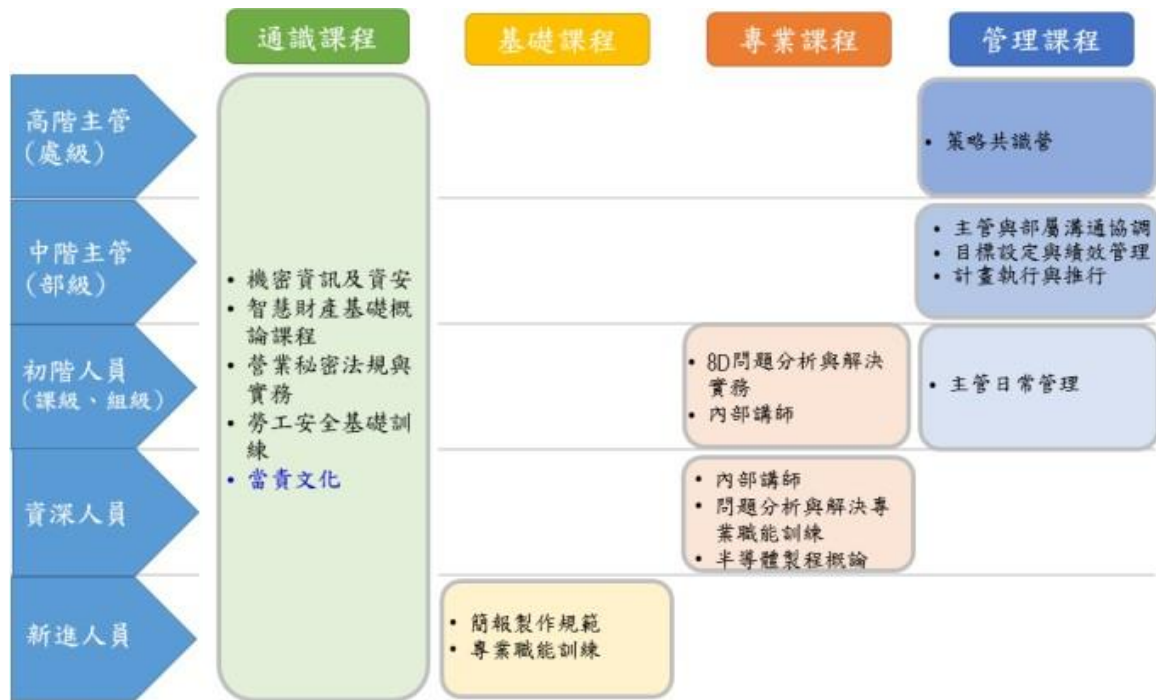 通識課程
基礎課程
專業課程
管理課程
高階主管
(處級)
• 策略共識營
中階主管
(部級)
• 主管與部屬溝通協調
• 目標設定與績效管理
• 計畫執行與推行
• 機密資訊及資安
• 智慧財產基礎概
論課程
• 營業秘密法規與
實務
• 勞工安全基礎訓
練
• 當責文化
初階人員
(課級、組級)
• 8D問題分析與解決
實務
• 內部講師
• 主管日常管理
資深人員
• 內部講師
• 問題分析與解決專
業職能訓練
• 半導體製程概論
新進人員
• 簡報製作規範
• 專業職能訓練